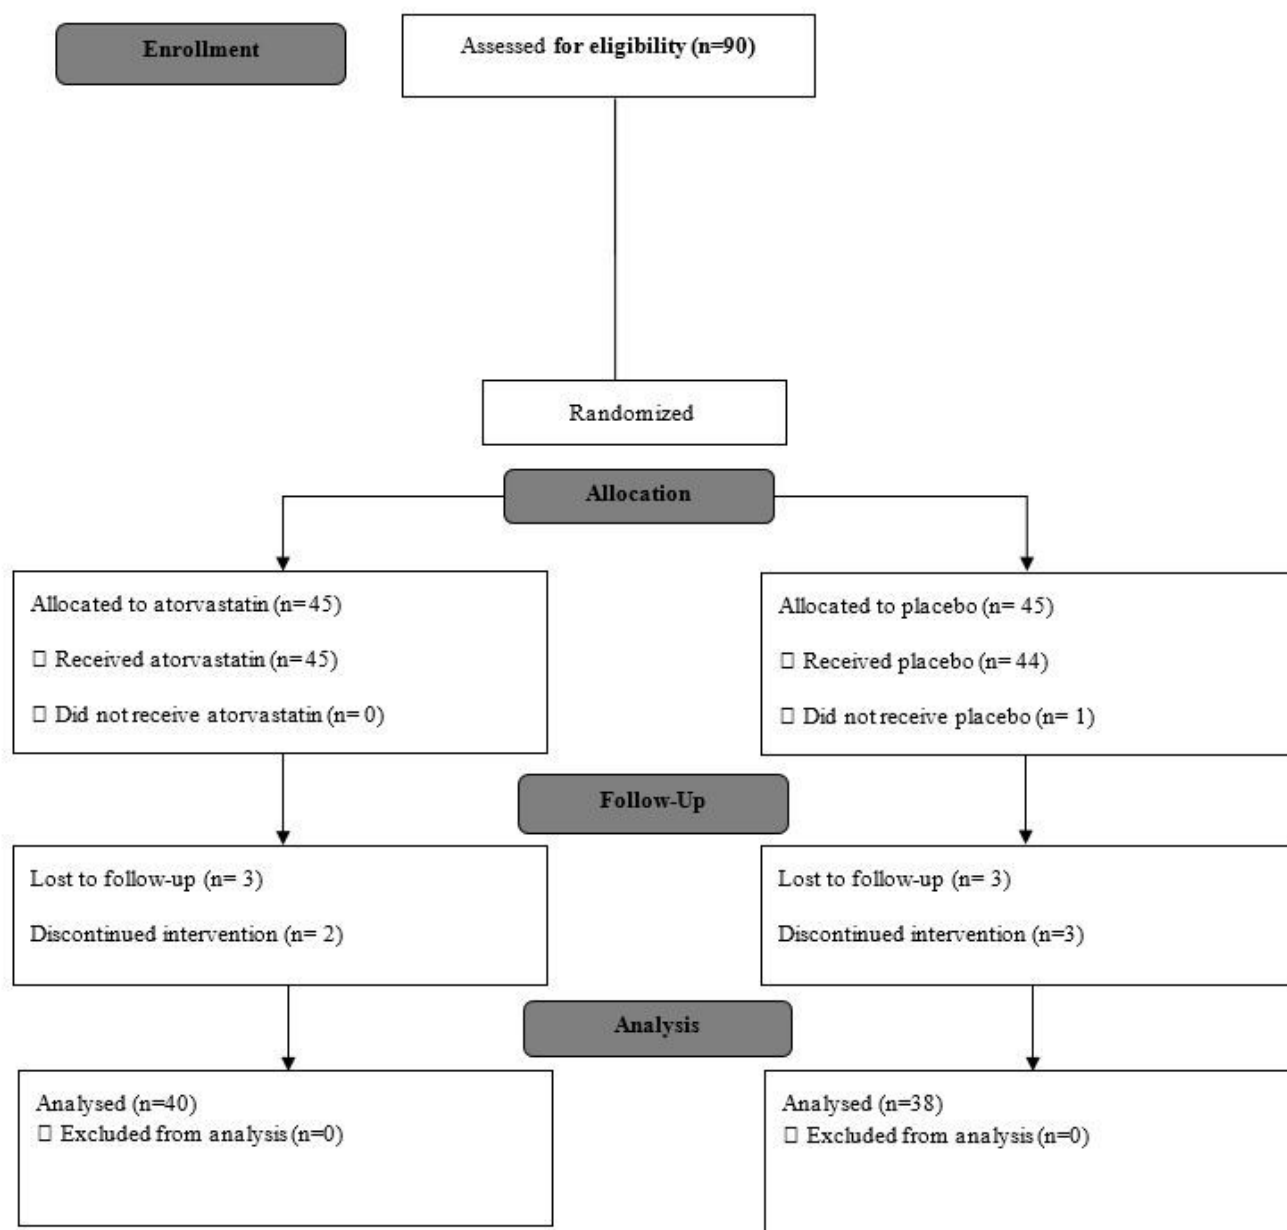 Enrollment
Assessed for eligibility (n=90)
Randomized
Allocation
Allocated to atorvastatin (n= 45)
□ Received atorvastatin (n= 45)
□ Did not receive atorvastatin (n= 0)
Allocated to placebo (n= 45)
□ Received placebo (n= 44)
□ Did not receive placebo (n= 1)
Follow-Up
Lost to follow-up (n= 3)
Discontinued intervention (n= 2)
Lost to follow-up (n= 3)
Discontinued intervention (n=3)
Analysis
Analysed (n=40)
□ Excluded from analysis (n=0)
Analysed (n=38)
□ Excluded from analysis (n=0)